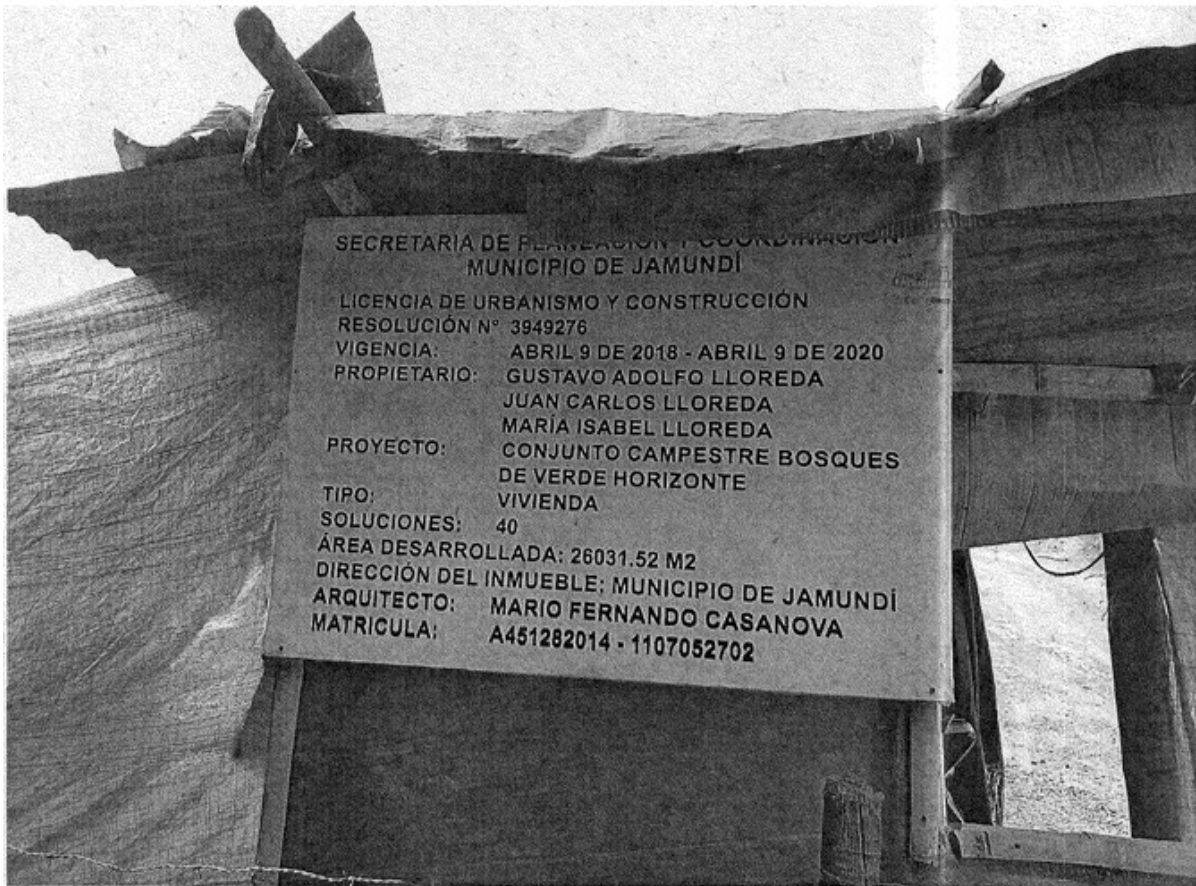 SECRETARIA DE PLANEACIÓN Y COORDINACIÓN
MUNICIPIO DE JAMUNDÍ
LICENCIA DE URBANISMO Y CONSTRUCCIÓN
RESOLUCIÓN N° 3949276
VIGENCIA: ABRIL 9 DE 2018 - ABRIL 9 DE 2020
PROPIETARIO: GUSTAVO ADOLFO LLOREDA
JUAN CARLOS LLOREDA
MARÍA ISABEL LLOREDA
PROYECTO: CONJUNTO CAMPESTRE BOSQUES
DE VERDE HORIZONTE
TIPO: VIVIENDA
SOLUCIONES: 40
ÁREA DESARROLLADA: 26031.52 M2
DIRECCIÓN DEL INMUEBLE: MUNICIPIO DE JAMUNDÍ
ARQUITECTO: MARIO FERNANDO CASANOVA
MATRICULA: A451282014 - 1107052702